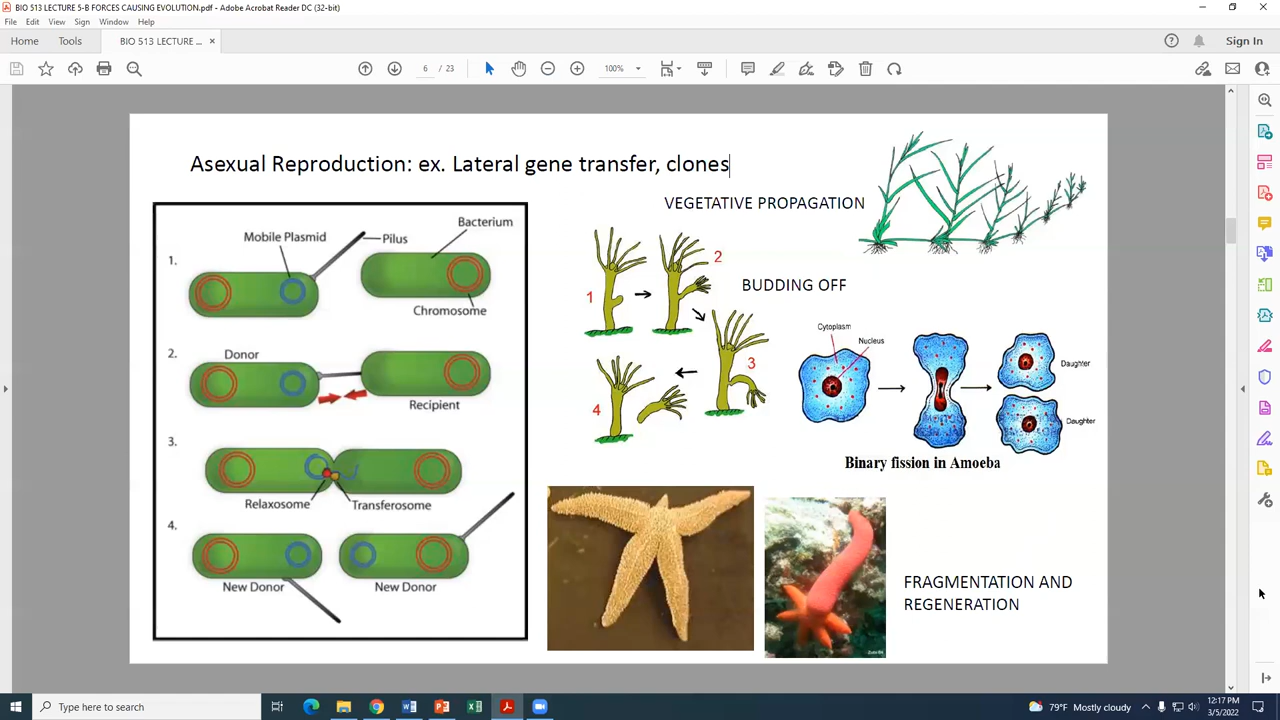 BIO 513 LECTURE 5-B FORCES CAUSING EVOLUTION.pdf - Adobe Acrobat Reader DC (32-bit)
File Edit View Sign Window Help
Home Tools BIO 513 LECTURE ... × Sign In
6 / 23 100%
Asexual Reproduction: ex. Lateral gene transfer, clones
VEGETATIVE PROPAGATION
Bacterium
Mobile Plasmid
Pilus
1.
Chromosome
2.
Donor
Recipient
3.
Relaxosome Transferosome
4.
New Donor New Donor
1
2
BUDDING OFF
3
4
Cytoplasm
Nucleus
Daughter
Daughter
Binary fission in Amoeba
FRAGMENTATION AND
REGENERATION
Type here to search
79°F Mostly cloudy
12:17 PM
3/5/2022